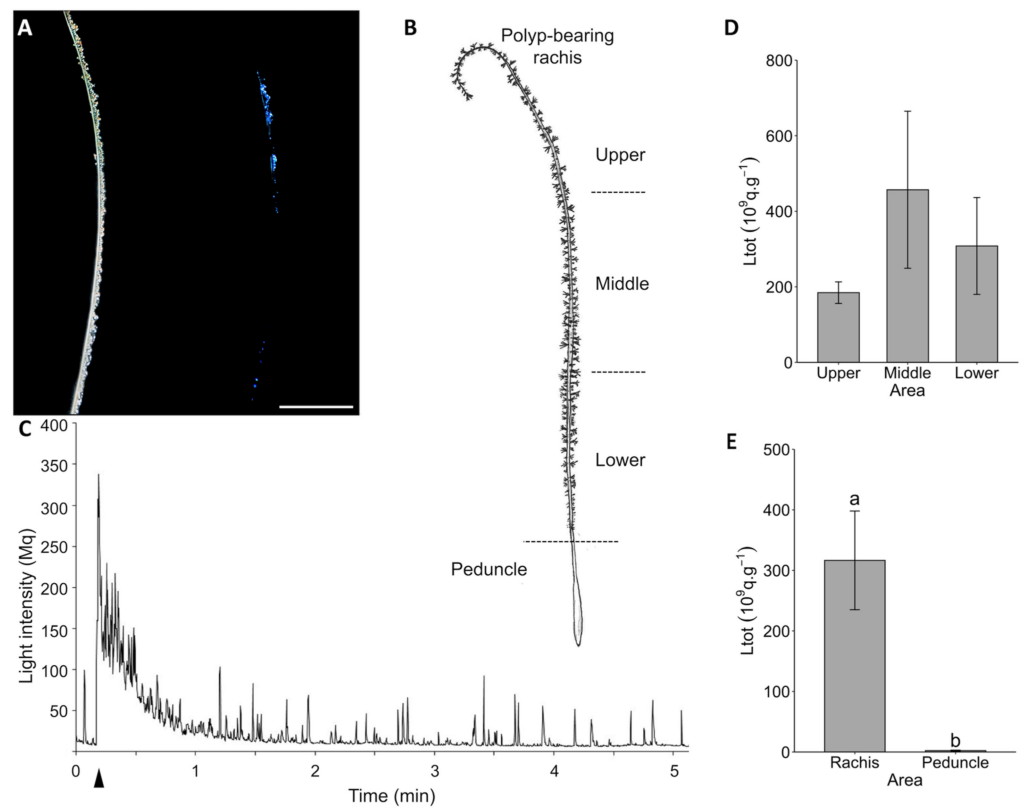 A
B
Polyp-bearing
rachis
Upper
Middle
Lower
Peduncle
C
400
350
300
250
200
150
100
50
Light intensity (Mq)
0
1
2
3
4
5
Time (min)
D
800
600
400
200
0
Ltot (10⁹q.g⁻¹)
Upper
Middle
Lower
Area
E
500
400
300
200
100
0
Ltot (10⁹q.g⁻¹)
a
b
Rachis
Peduncle
Area